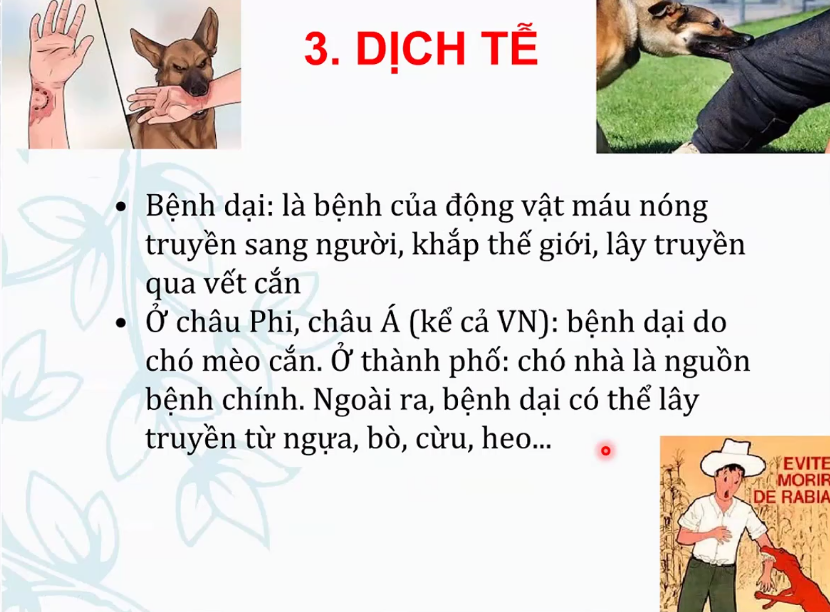 3. DỊCH TỄ
• Bệnh dại: là bệnh của động vật máu nóng
truyền sang người, khắp thế giới, lây truyền
qua vết cắn
• Ở châu Phi, châu Á (kể cả VN): bệnh dại do
chó mèo cắn. Ở thành phố: chó nhà là nguồn
bệnh chính. Ngoài ra, bệnh dại có thể lây
truyền từ ngựa, bò, cừu, heo...
EVITE
MORIR
DE RABIA